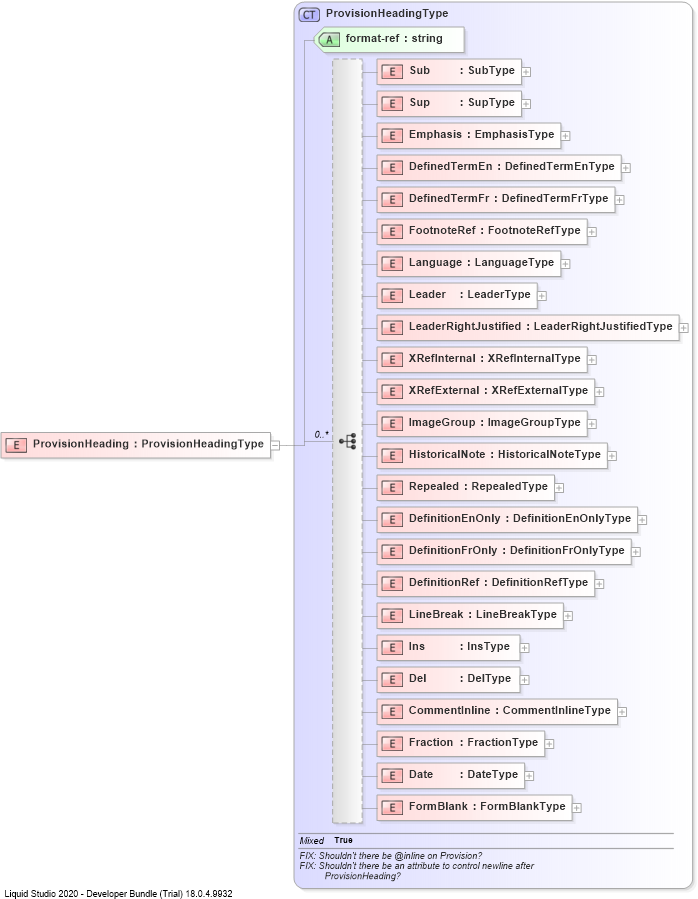 CT ProvisionHeadingType
A format-ref : string
E Sub : SubType
E Sup : SupType
E Emphasis : EmphasisType
E DefinedTermEn : DefinedTermEnType
E DefinedTermFr : DefinedTermFrType
E FootnoteRef : FootnoteRefType
E Language : LanguageType
E Leader : LeaderType
E LeaderRightJustified : LeaderRightJustifiedType
E XRefInternal : XRefInternalType
E XRefExternal : XRefExternalType
E ImageGroup : ImageGroupType
0..*
E ProvisionHeading : ProvisionHeadingType
E HistoricalNote : HistoricalNoteType
E Repealed : RepealedType
E DefinitionEnOnly : DefinitionEnOnlyType
E DefinitionFrOnly : DefinitionFrOnlyType
E DefinitionRef : DefinitionRefType
E LineBreak : LineBreakType
E Ins : InsType
E Del : DelType
E CommentInline : CommentInlineType
E Fraction : FractionType
E Date : DateType
E FormBlank : FormBlankType
Mixed True
FIX: Shouldn't there be @inline on Provision?
FIX: Shouldn't there be an attribute to control newline after
ProvisionHeading?
Liquid Studio 2020 - Developer Bundle (Trial) 18.0.4.9932